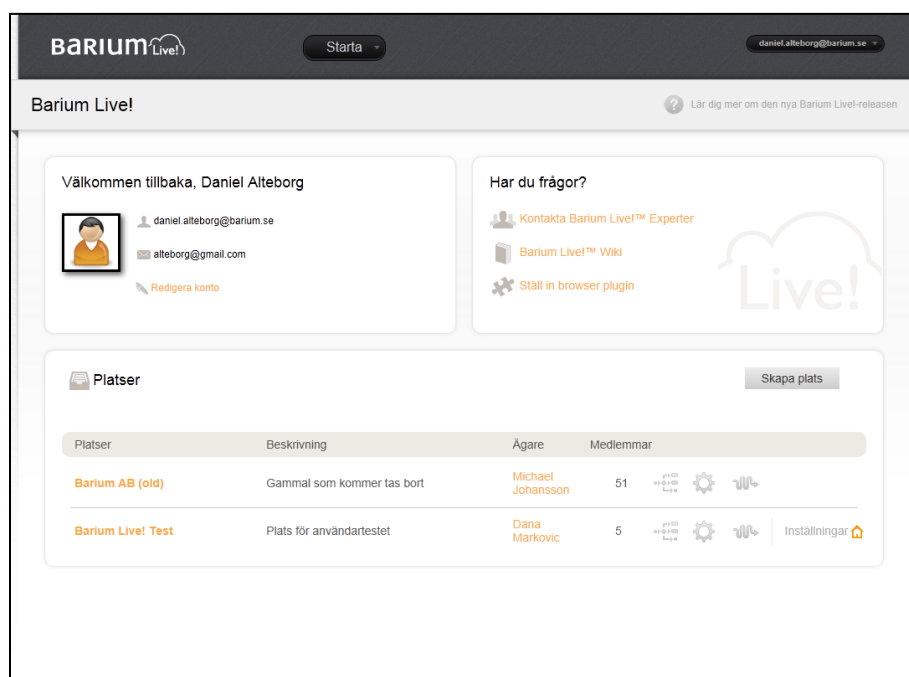 BARIUM Live!
Starta
daniel.alteborg@barium.se
Barium Live!
? Lär dig mer om den nya Barium Live!-releasen
Välkommen tillbaka, Daniel Alteborg
daniel.alteborg@barium.se
alteborg@gmail.com
Redigera konto
Har du frågor?
Kontakta Barium Live!™ Experter
Barium Live!™ Wiki
Ställ in browser plugin
Live!
Platser
Skapa plats
Platser Beskrivning Ägare Medlemmar
Barium AB (old) Gammal som kommer tas bort Michael Johansson 51
Barium Live! Test Plats för användartestet Dana Markovic 5 Inställningar